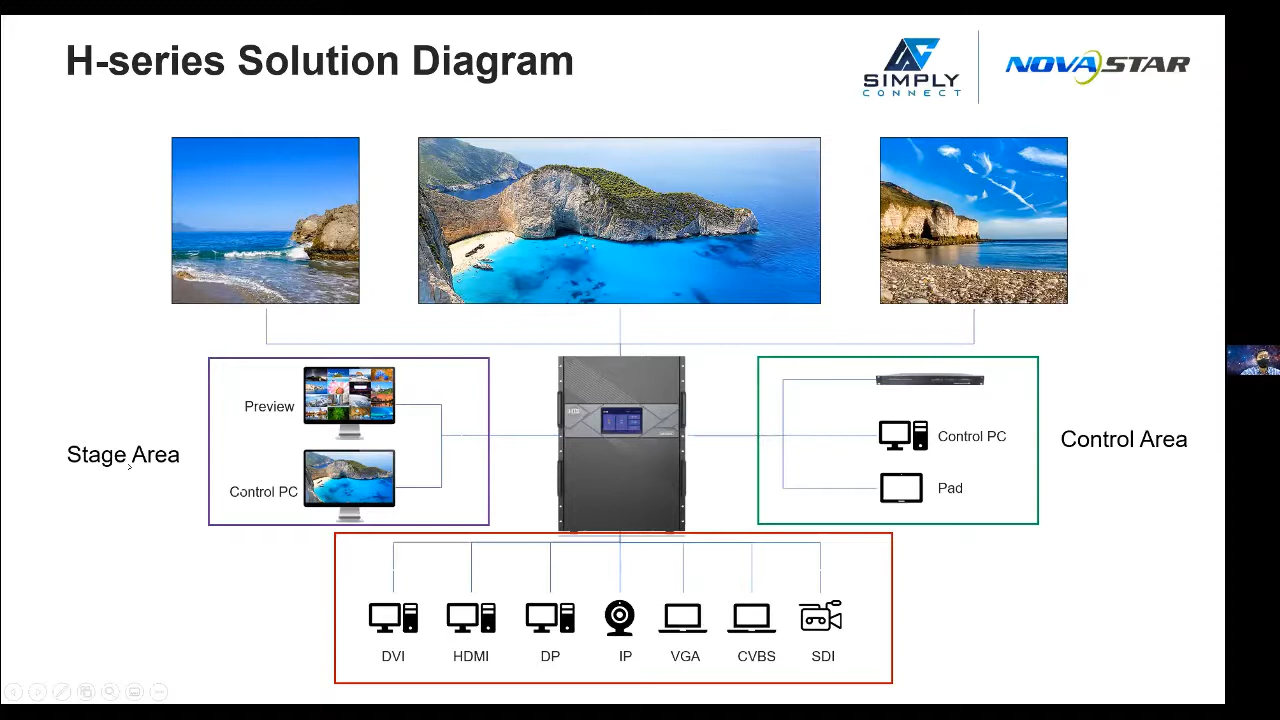 H-series Solution Diagram
SIMPLY
CONNECT
NOVASTAR
Preview
Control PC
Stage Area
Control PC
Pad
Control Area
DVI
HDMI
DP
IP
VGA
CVBS
SDI